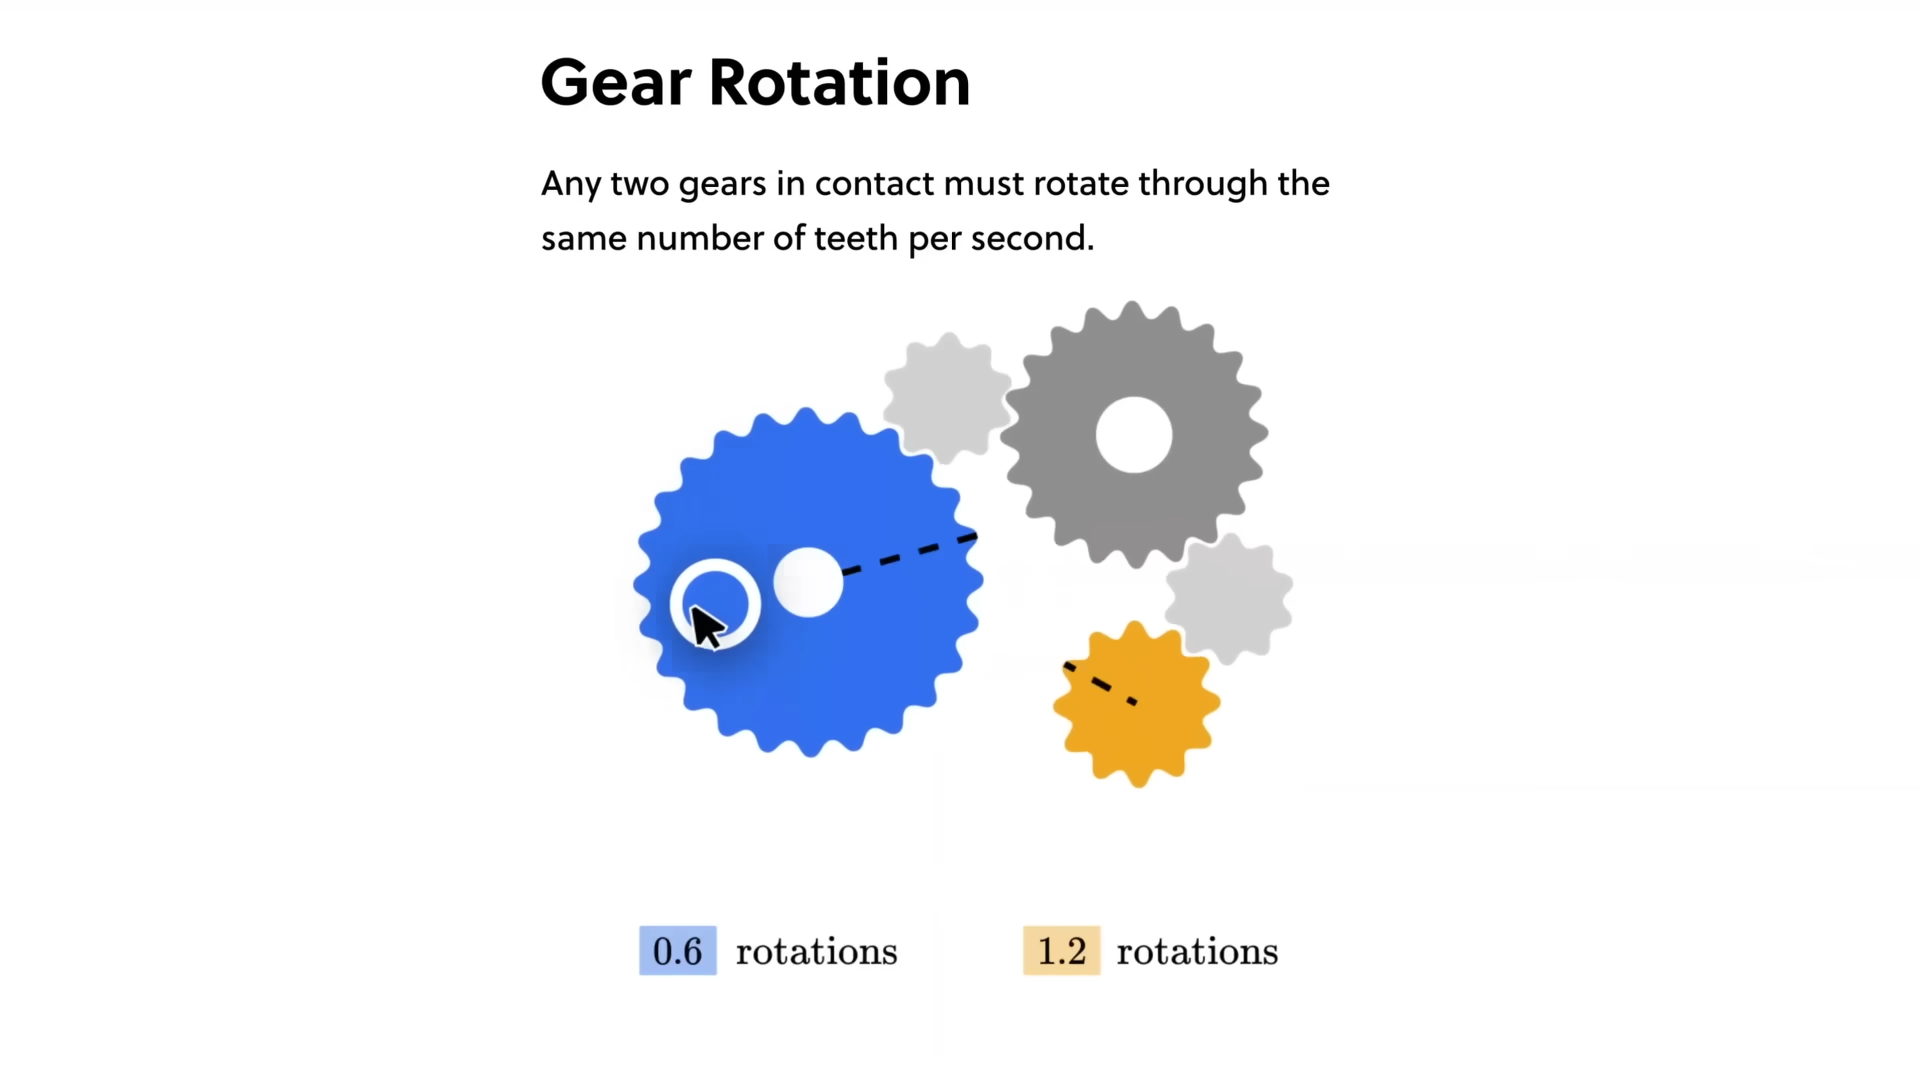 Gear Rotation
Any two gears in contact must rotate through the
same number of teeth per second.
0.6 rotations
1.2 rotations